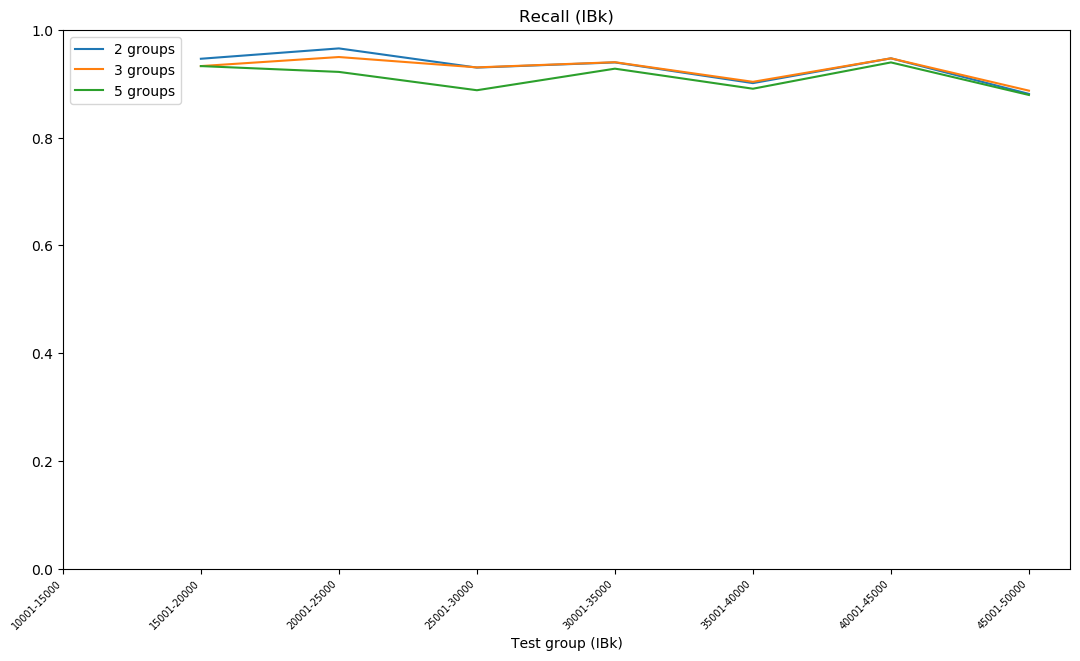 Recall (IBk)
1.0
0.8
0.6
0.4
0.2
0.0
2 groups
3 groups
5 groups
10001-15000
15001-20000
20001-25000
25001-30000
30001-35000
35001-40000
40001-45000
45001-50000
Test group (IBk)